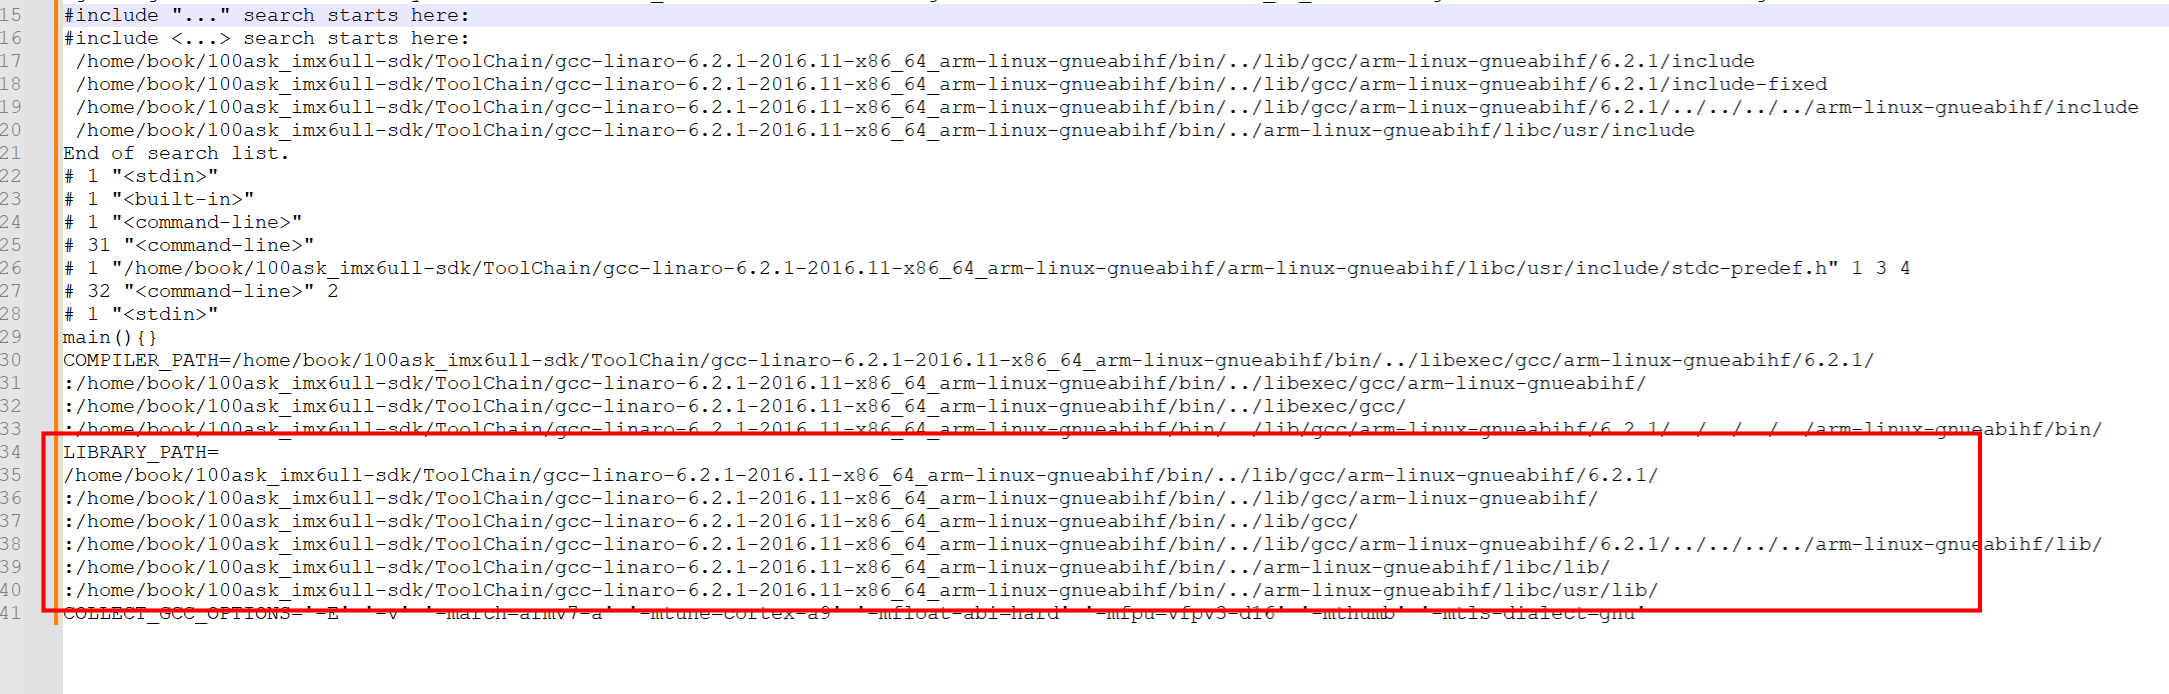 15 #include "..." search starts here:
16 #include <...> search starts here:
17 /home/book/100ask_imx6ull-sdk/ToolChain/gcc-linaro-6.2.1-2016.11-x86_64_arm-linux-gnueabihf/bin/../lib/gcc/arm-linux-gnueabihf/6.2.1/include
18 /home/book/100ask_imx6ull-sdk/ToolChain/gcc-linaro-6.2.1-2016.11-x86_64_arm-linux-gnueabihf/bin/../lib/gcc/arm-linux-gnueabihf/6.2.1/include-fixed
19 /home/book/100ask_imx6ull-sdk/ToolChain/gcc-linaro-6.2.1-2016.11-x86_64_arm-linux-gnueabihf/bin/../lib/gcc/arm-linux-gnueabihf/6.2.1/../../../../arm-linux-gnueabihf/include
20 /home/book/100ask_imx6ull-sdk/ToolChain/gcc-linaro-6.2.1-2016.11-x86_64_arm-linux-gnueabihf/bin/../arm-linux-gnueabihf/libc/usr/include
21 End of search list.
22 # 1 "<stdin>"
23 # 1 "<built-in>"
24 # 1 "<command-line>"
25 # 31 "<command-line>"
26 # 1 "/home/book/100ask_imx6ull-sdk/ToolChain/gcc-linaro-6.2.1-2016.11-x86_64_arm-linux-gnueabihf/arm-linux-gnueabihf/libc/usr/include/stdc-predef.h" 1 3 4
27 # 32 "<command-line>" 2
28 # 1 "<stdin>"
29 main(){}
30 COMPILER_PATH=/home/book/100ask_imx6ull-sdk/ToolChain/gcc-linaro-6.2.1-2016.11-x86_64_arm-linux-gnueabihf/bin/../libexec/gcc/arm-linux-gnueabihf/6.2.1/
31 :/home/book/100ask_imx6ull-sdk/ToolChain/gcc-linaro-6.2.1-2016.11-x86_64_arm-linux-gnueabihf/bin/../libexec/gcc/arm-linux-gnueabihf/
32 :/home/book/100ask_imx6ull-sdk/ToolChain/gcc-linaro-6.2.1-2016.11-x86_64_arm-linux-gnueabihf/bin/../libexec/gcc/
33 :/home/book/100ask_imx6ull-sdk/ToolChain/gcc-linaro-6.2.1-2016.11-x86_64_arm-linux-gnueabihf/bin/../lib/gcc/arm-linux-gnueabihf/6.2.1/../../../../arm-linux-gnueabihf/bin/
34 LIBRARY_PATH=
35 /home/book/100ask_imx6ull-sdk/ToolChain/gcc-linaro-6.2.1-2016.11-x86_64_arm-linux-gnueabihf/bin/../lib/gcc/arm-linux-gnueabihf/6.2.1/
36 :/home/book/100ask_imx6ull-sdk/ToolChain/gcc-linaro-6.2.1-2016.11-x86_64_arm-linux-gnueabihf/bin/../lib/gcc/arm-linux-gnueabihf/
37 :/home/book/100ask_imx6ull-sdk/ToolChain/gcc-linaro-6.2.1-2016.11-x86_64_arm-linux-gnueabihf/bin/../lib/gcc/
38 :/home/book/100ask_imx6ull-sdk/ToolChain/gcc-linaro-6.2.1-2016.11-x86_64_arm-linux-gnueabihf/bin/../lib/gcc/arm-linux-gnueabihf/6.2.1/../../../../arm-linux-gnueabihf/lib/
39 :/home/book/100ask_imx6ull-sdk/ToolChain/gcc-linaro-6.2.1-2016.11-x86_64_arm-linux-gnueabihf/bin/../arm-linux-gnueabihf/libc/lib/
40 :/home/book/100ask_imx6ull-sdk/ToolChain/gcc-linaro-6.2.1-2016.11-x86_64_arm-linux-gnueabihf/bin/../arm-linux-gnueabihf/libc/usr/lib/
41 COLLECT_GCC_OPTIONS='-E' '-v' '-march=armv7-a' '-mtune=cortex-a9' '-mfloat-abi=hard' '-mfpu=vfpv3-d16' '-mthumb' '-mtls-dialect=gnu'